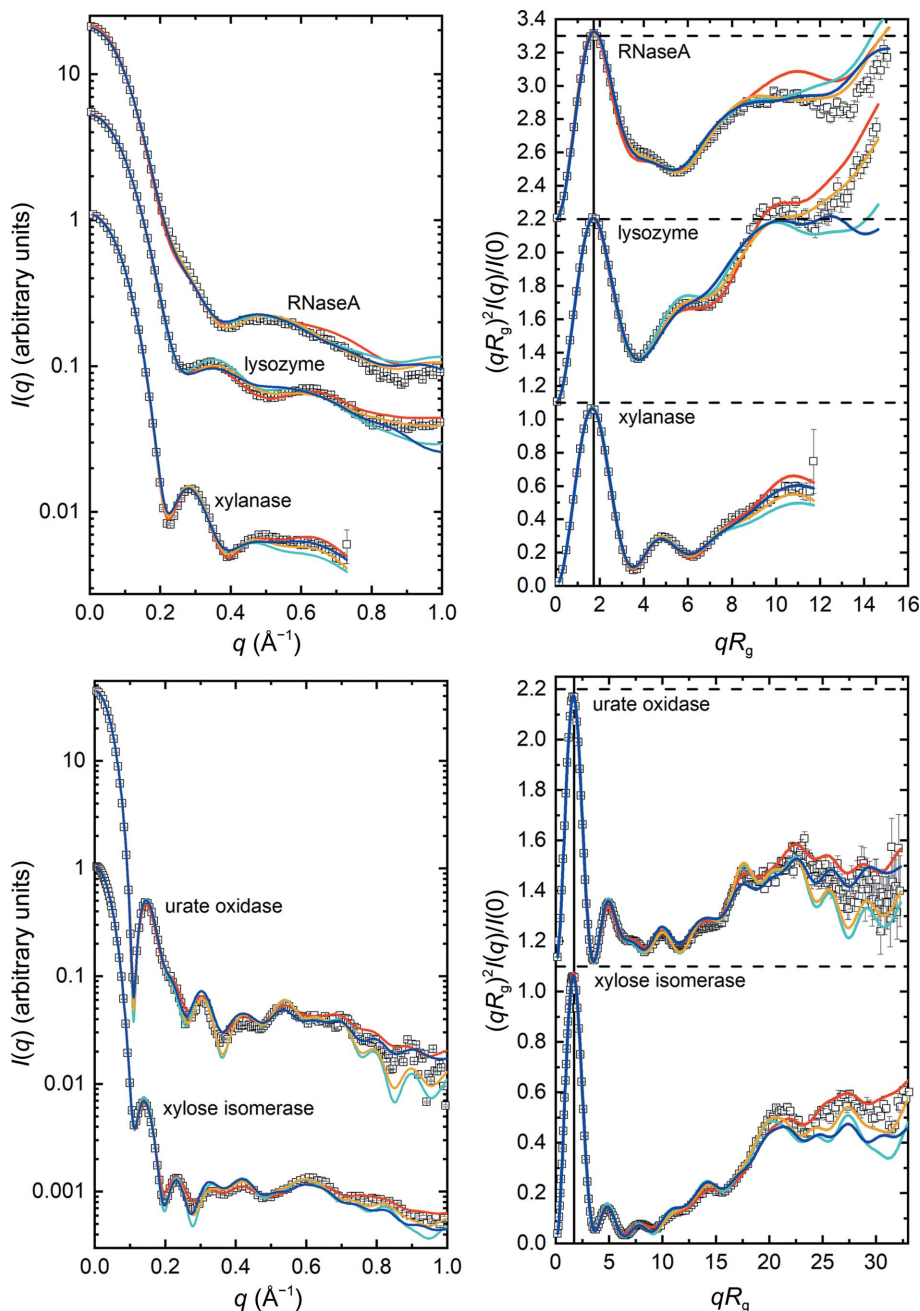 10
1
0.1
0.01
I(q) (arbitrary units)
RNaseA
lysozyme
xylanase
0.0 0.2 0.4 0.6 0.8 1.0
q (Å⁻¹)
3.4
3.2
3.0
2.8
2.6
2.4
2.2
2.0
1.8
1.6
1.4
1.2
1.0
0.8
0.6
0.4
0.2
0.0
(qRg)²I(q)/I(0)
RNaseA
lysozyme
xylanase
0 2 4 6 8 10 12 14 16
qRg
10
1
0.1
0.01
0.001
I(q) (arbitrary units)
urate oxidase
xylose isomerase
0.0 0.2 0.4 0.6 0.8 1.0
q (Å⁻¹)
2.2
2.0
1.8
1.6
1.4
1.2
1.0
0.8
0.6
0.4
0.2
0.0
(qRg)²I(q)/I(0)
urate oxidase
xylose isomerase
0 5 10 15 20 25 30
qRg